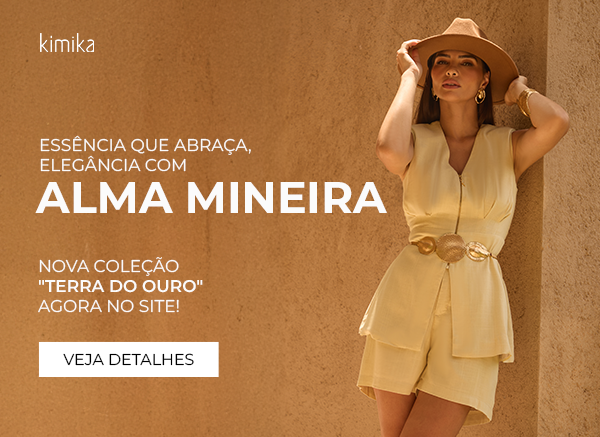 kimika
ESSÊNCIA QUE ABRAÇA,
ELEGÂNCIA COM
ALMA MINEIRA
NOVA COLEÇÃO
"TERRA DO OURO"
AGORA NO SITE!
VEJA DETALHES